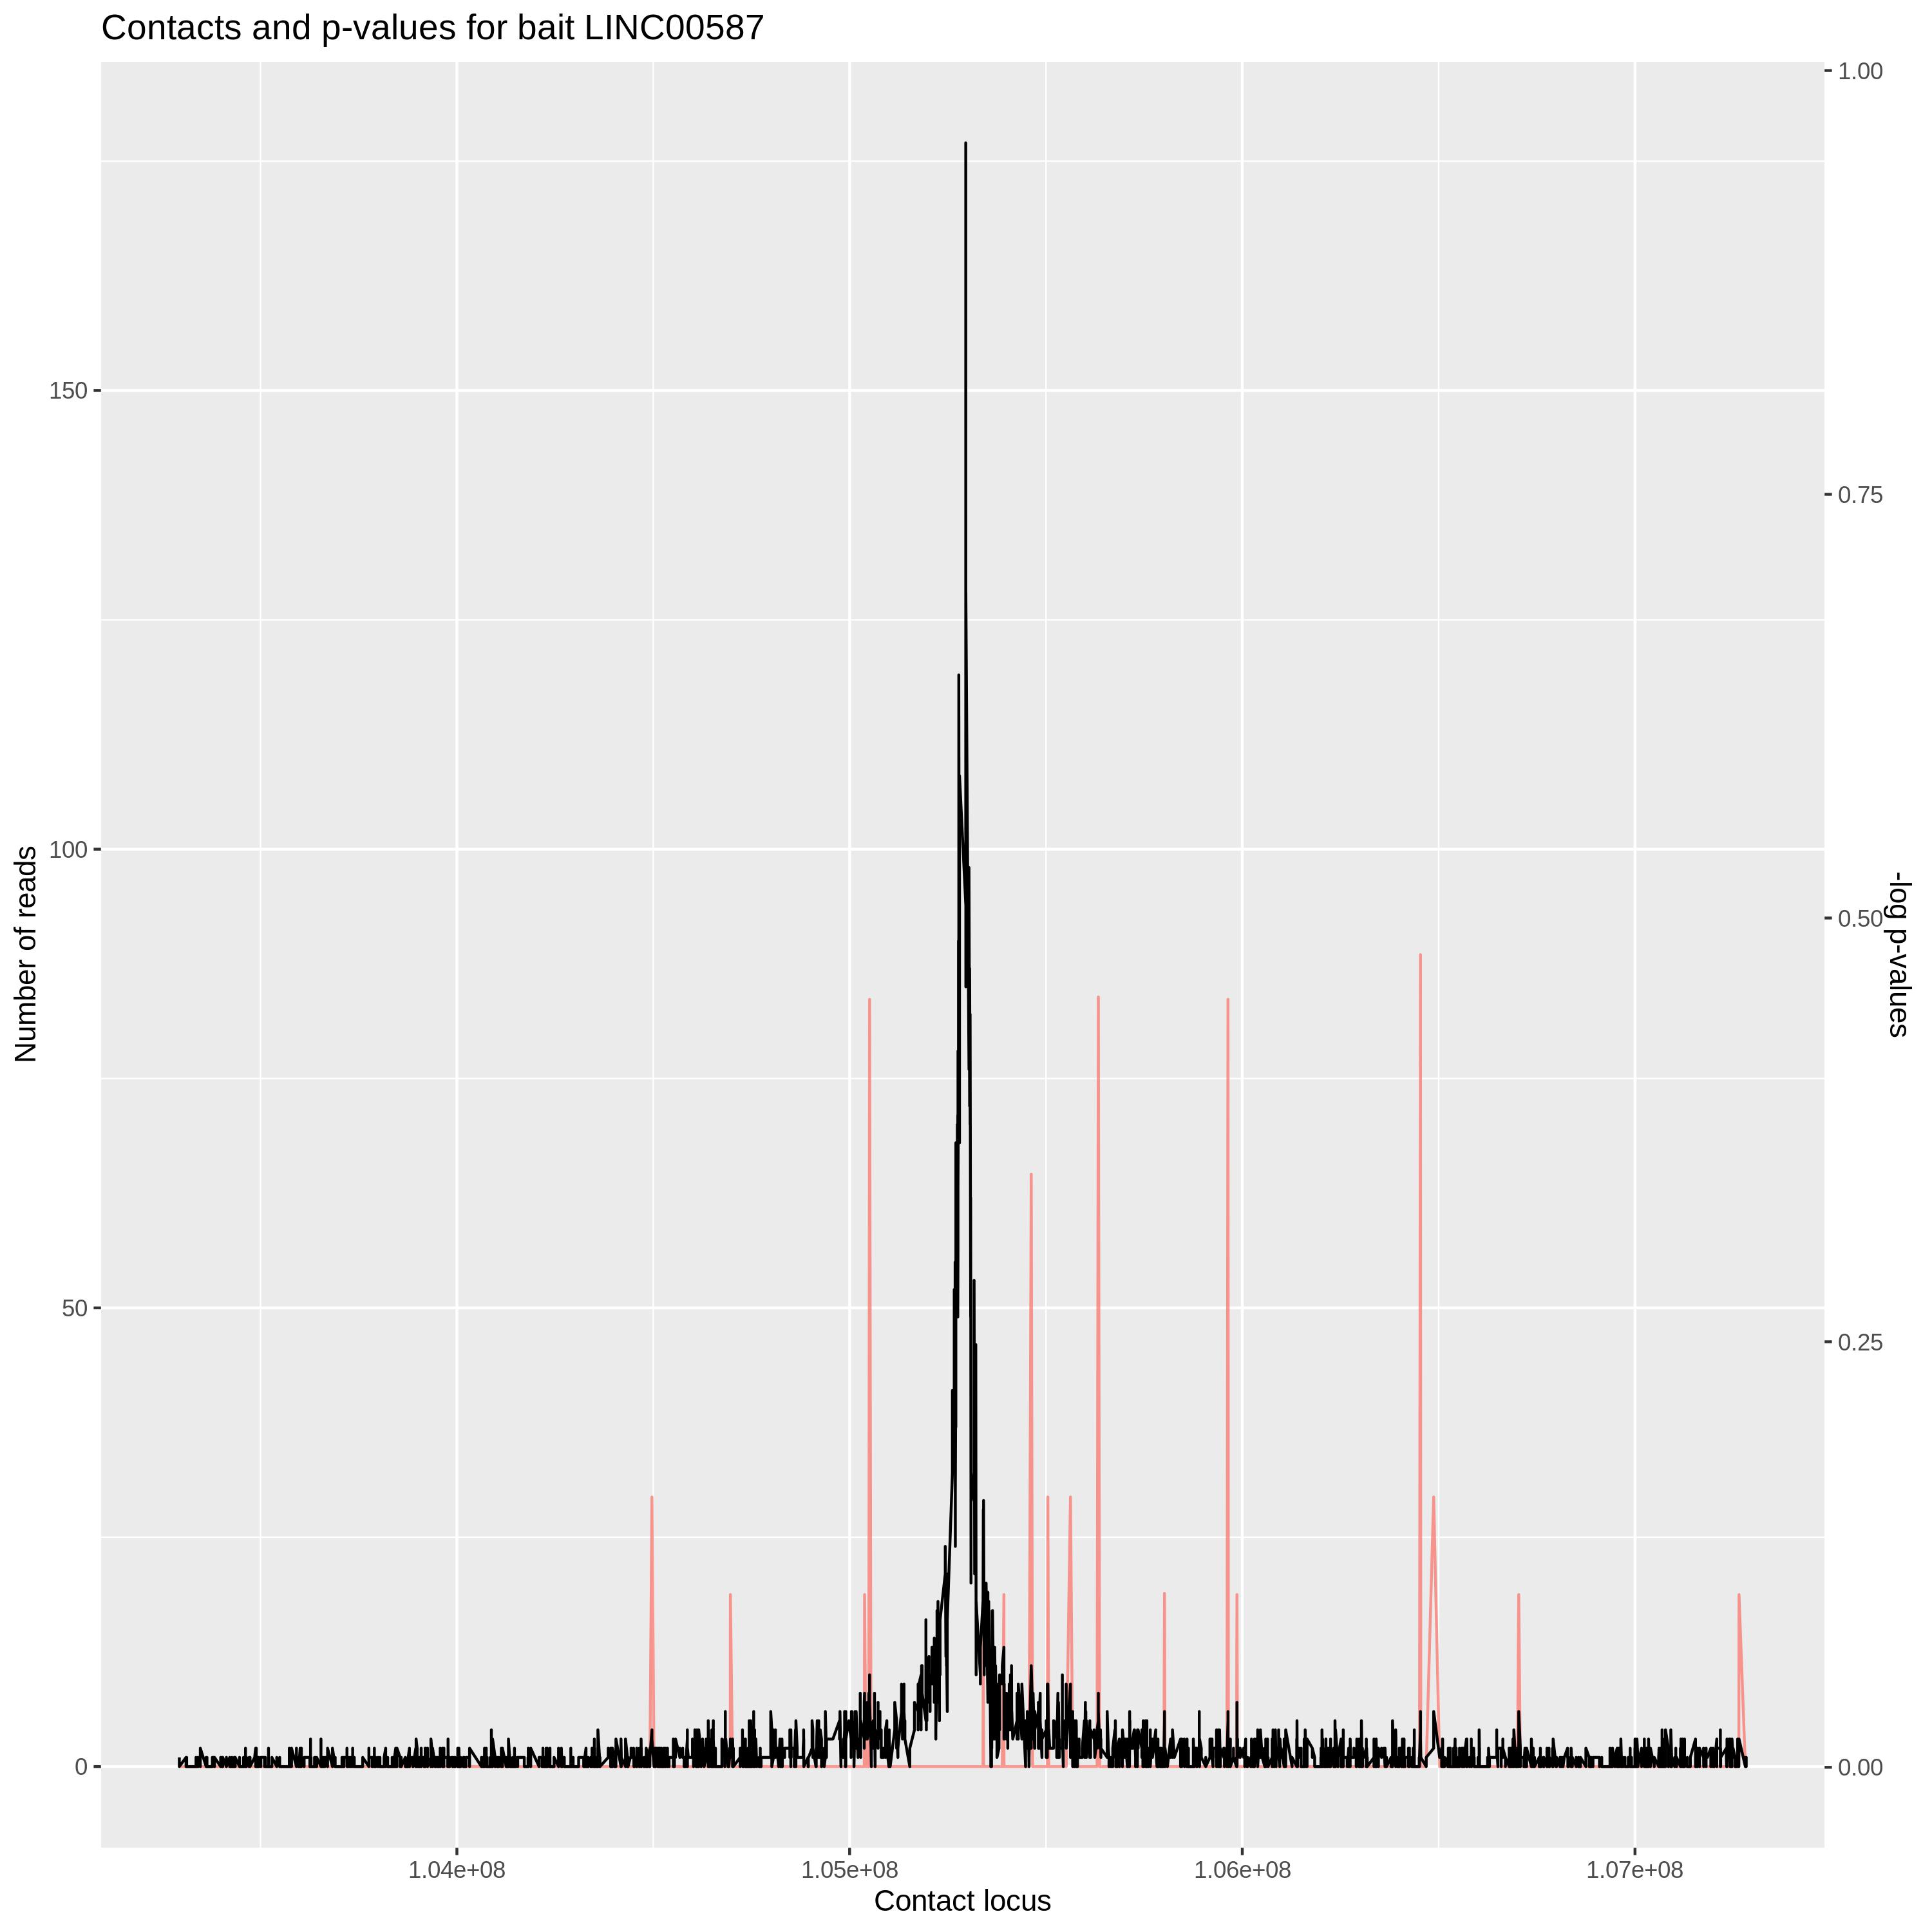 Contacts and p-values for bait LINC00587
Number of reads
150
100
50
0
1.00
0.75
0.50
0.25
0.00
-log p-values
1.04e+08
1.05e+08
1.06e+08
1.07e+08
Contact locus